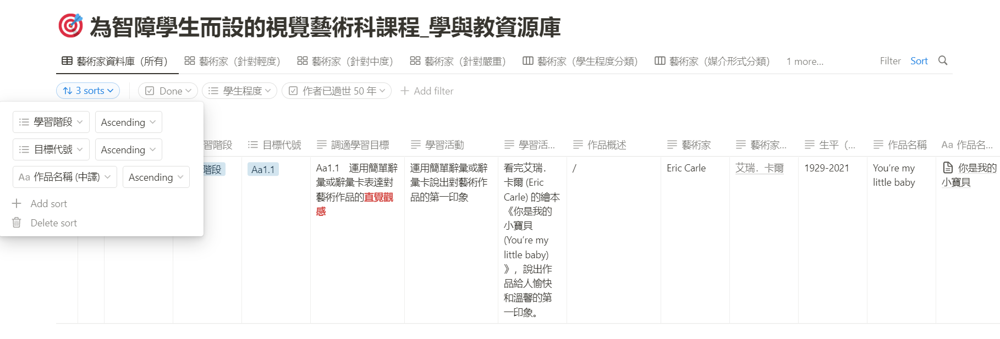 為智障學生而設的視覺藝術科課程_學與教資源庫
藝術家資料庫（所有） 藝術家（針對輕度） 藝術家（針對中度） 藝術家（針對嚴重） 藝術家（學生程度分類） 藝術家（媒介形式分類） 1 more... Filter Sort
3 sorts Done 學生程度 作者已過世 50 年 Add filter
學習階段 Ascending
目標代號 Ascending
Aa 作品名稱 (中譯) Ascending
Add sort
Delete sort
習階段 目標代號 調適學習目標 學習活動 學習活... 作品概述 藝術家 藝術家... 生平（... 作品名稱 Aa 作品名...
階段
Aa1.1
Aa1.1 運用簡單辭
彙或辭彙卡表達對
藝術作品的直覺觀
感
運用簡單辭彙或辭
彙卡說出對藝術作
品的第一印象
看完艾瑞．
卡爾 (Eric
Carle) 的繪本
《你是我的
小寶貝
(You’re my
little baby)
》，說出作
品給人愉快
和溫馨的第
一印象。
/
Eric Carle
艾瑞．卡爾
1929-2021
You’re my
little baby
你是我的
小寶貝